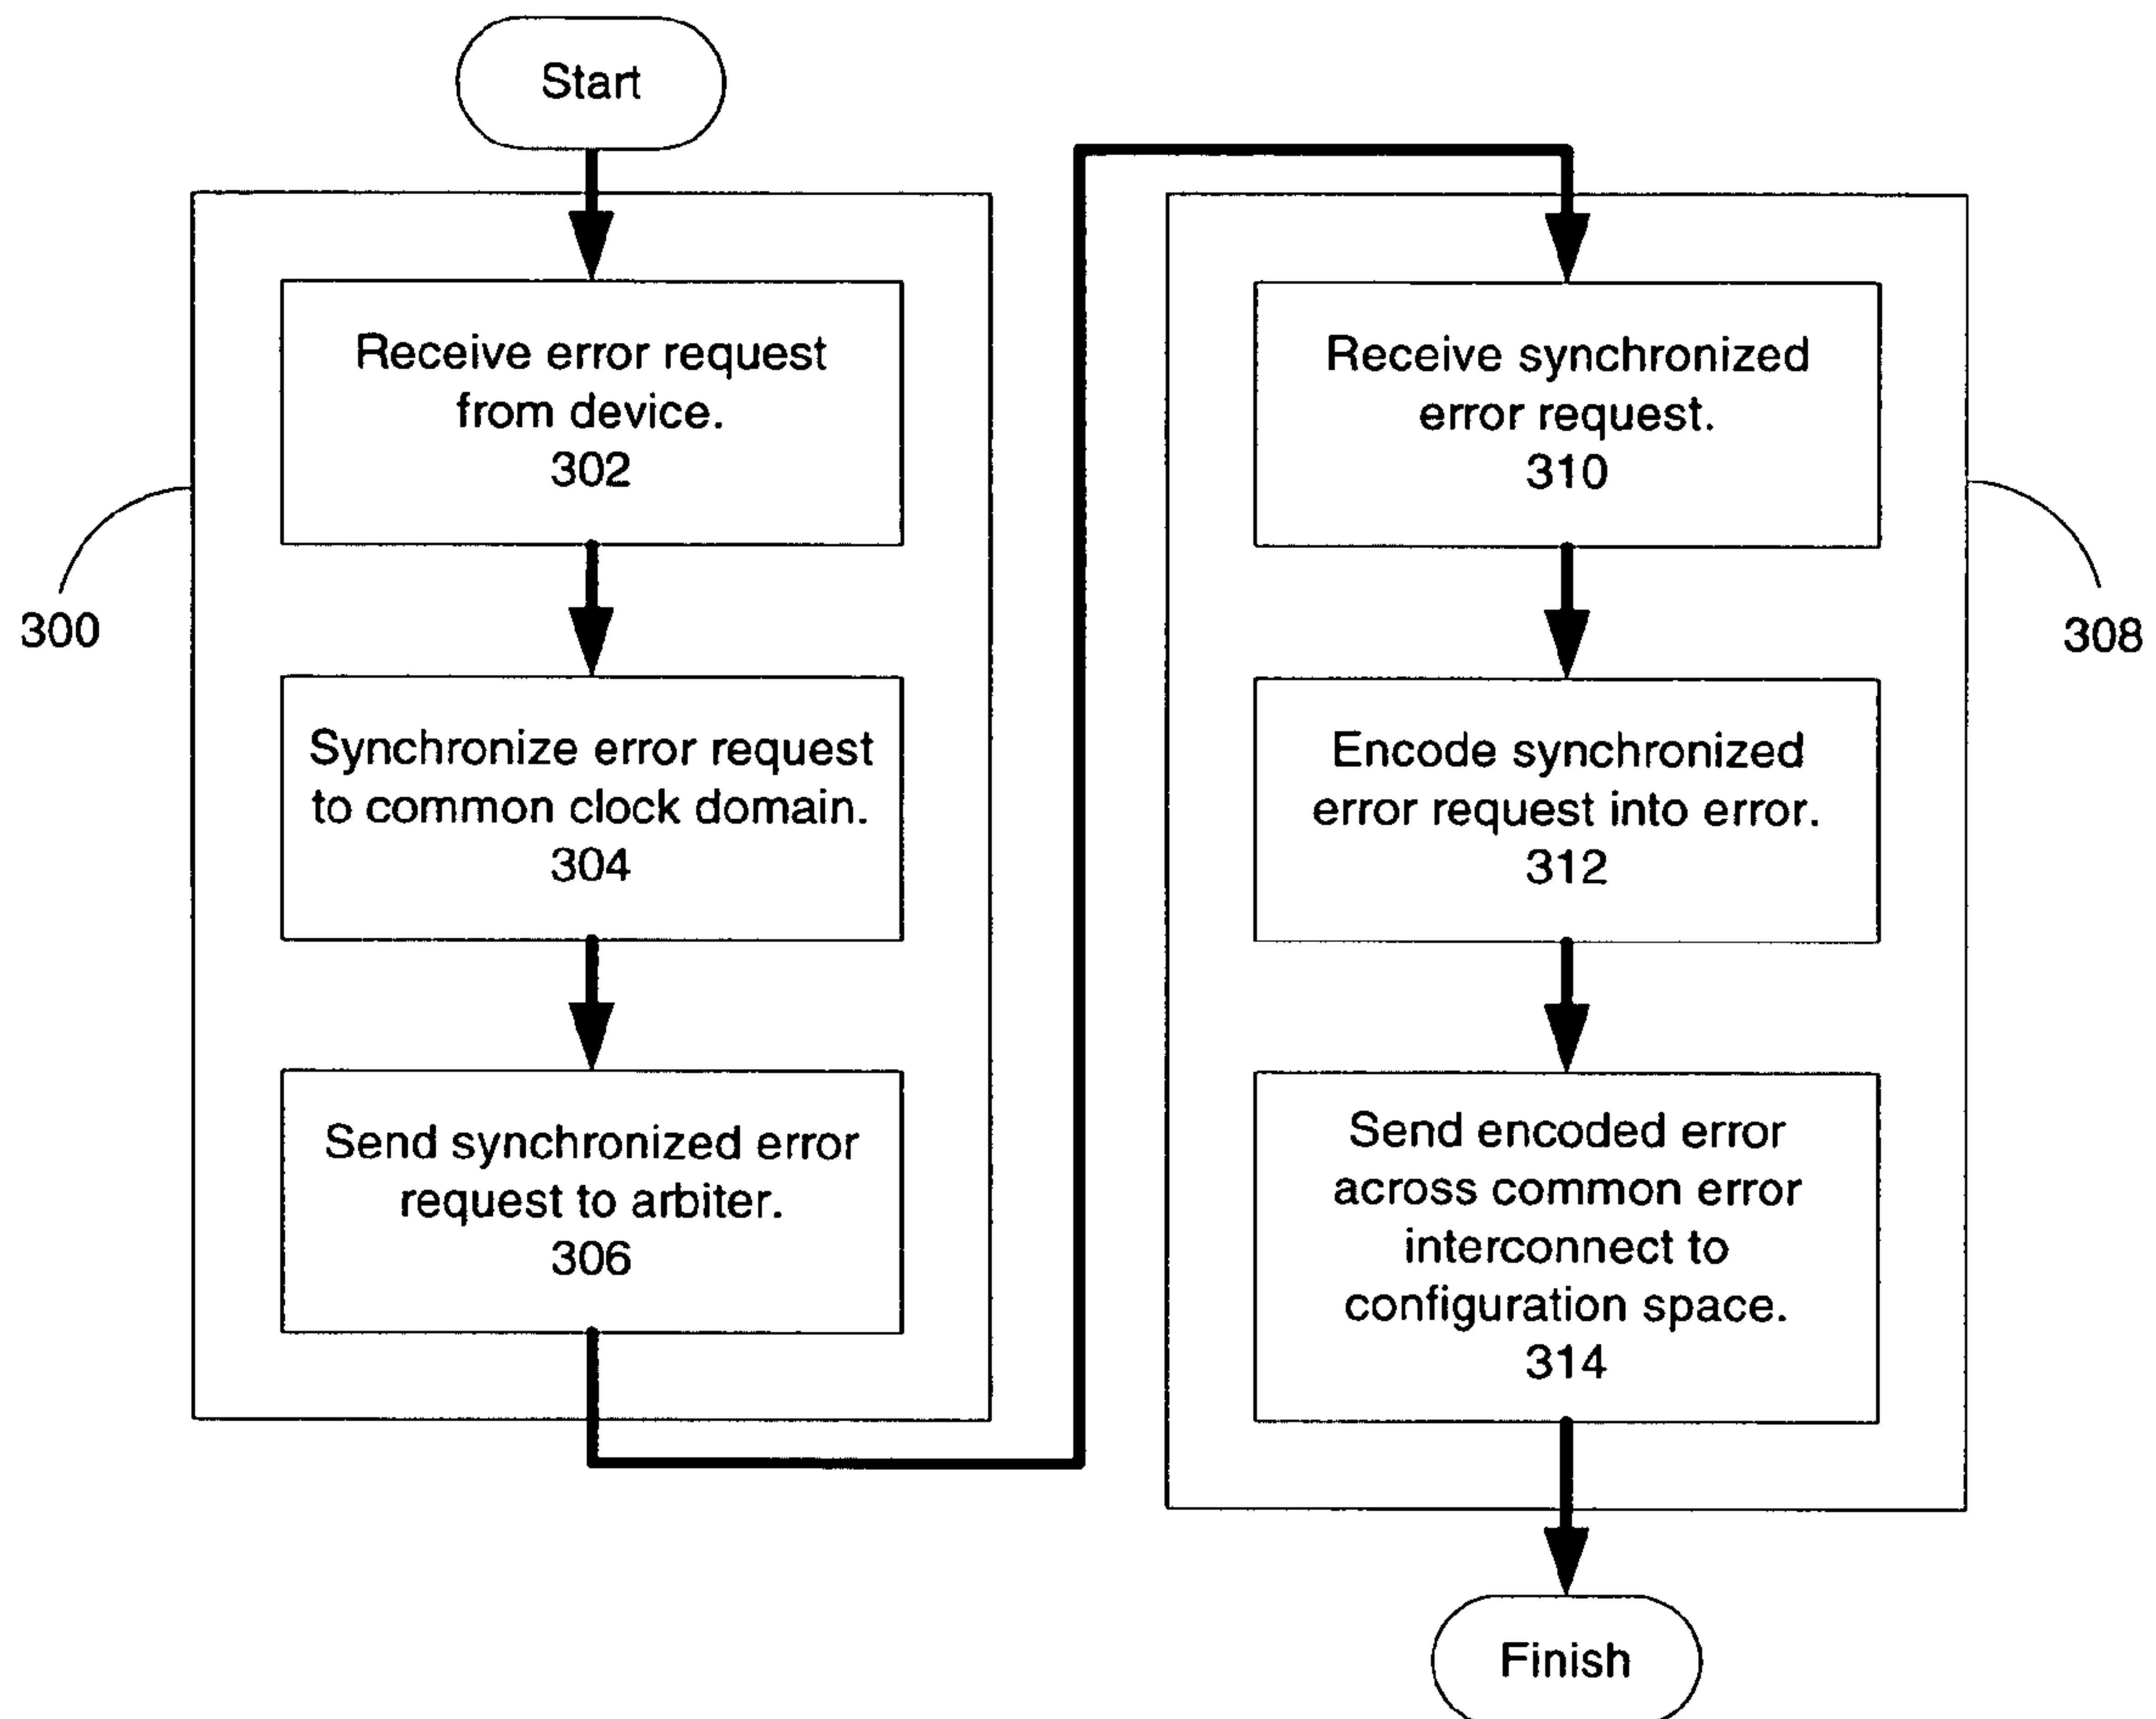 Start
Receive error request
from device.
302
Synchronize error request
to common clock domain.
304
Send synchronized error
request to arbiter.
306
300
Receive synchronized
error request.
310
Encode synchronized
error request into error.
312
Send encoded error
across common error
interconnect to
configuration space.
314
308
Finish